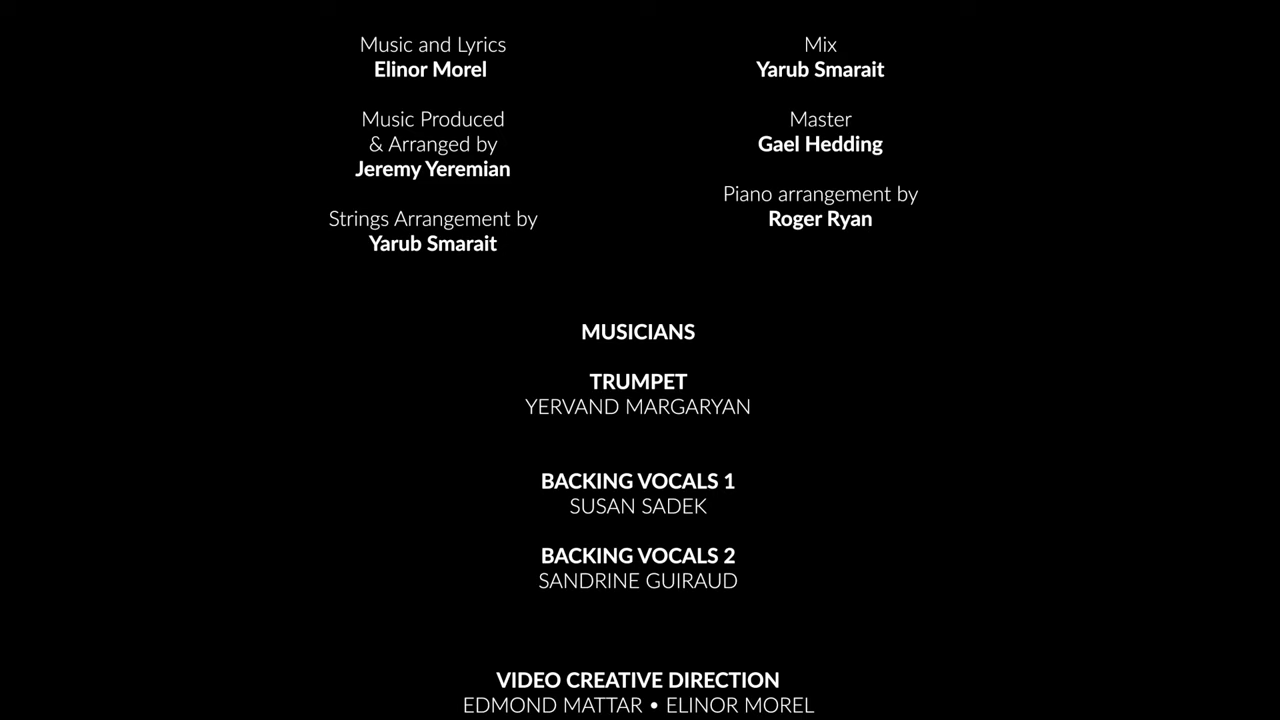 Music and Lyrics
Elinor Morel
Music Produced
& Arranged by
Jeremy Yeremian
Strings Arrangement by
Yarub Smarait
Mix
Yarub Smarait
Master
Gael Hedding
Piano arrangement by
Roger Ryan
MUSICIANS
TRUMPET
YERVAND MARGARYAN
BACKING VOCALS 1
SUSAN SADEK
BACKING VOCALS 2
SANDRINE GUIRAUD
VIDEO CREATIVE DIRECTION
EDMOND MATTAR • ELINOR MOREL